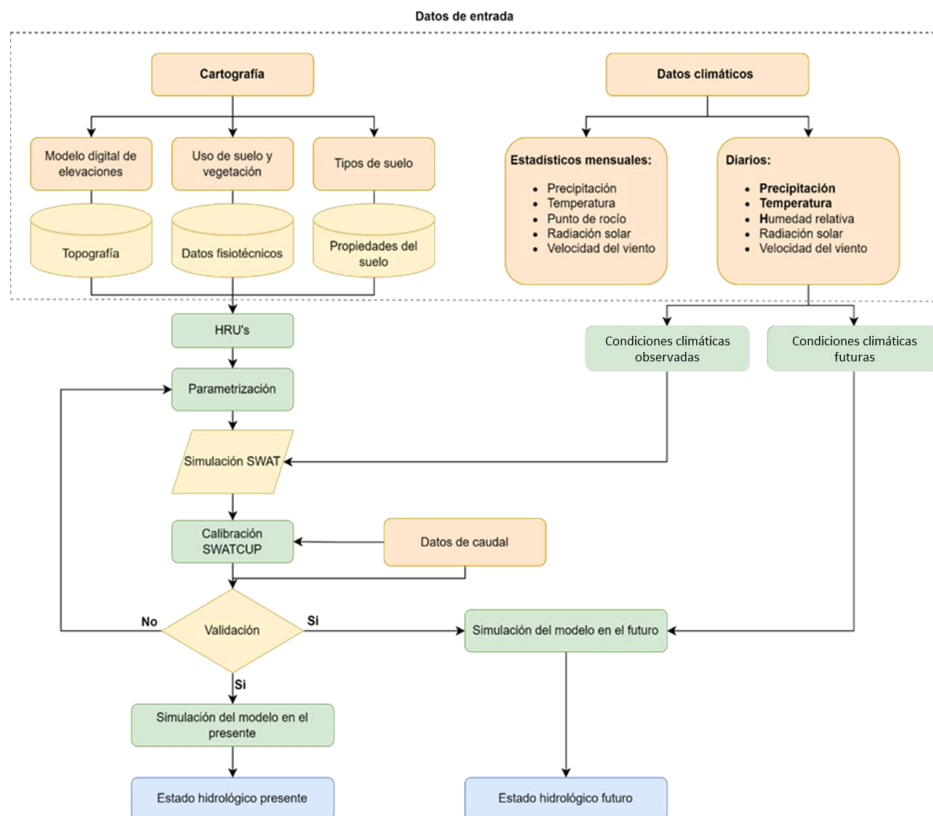 Datos de entrada
Cartografía
Datos climáticos
Modelo digital de
elevaciones
Uso de suelo y
vegetación
Tipos de suelo
Topografía
Datos fisiotécnicos
Propiedades del
suelo
Estadísticos mensuales:
• Precipitación
• Temperatura
• Punto de rocío
• Radiación solar
• Velocidad del viento
Diarios:
• Precipitación
• Temperatura
• Humedad relativa
• Radiación solar
• Velocidad del viento
HRU's
Condiciones climáticas
observadas
Condiciones climáticas
futuras
Parametrización
Simulación SWAT
Calibración
SWATCUP
Datos de caudal
No
Validación
Si
Simulación del modelo en el futuro
Si
Simulación del modelo en el
presente
Estado hidrológico presente
Estado hidrológico futuro